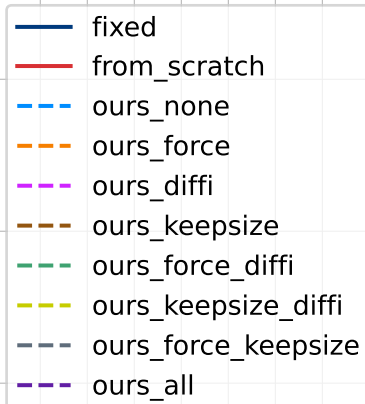 fixed
from_scratch
ours_none
ours_force
ours_diffi
ours_keepsize
ours_force_diffi
ours_keepsize_diffi
ours_force_keepsize
ours_all